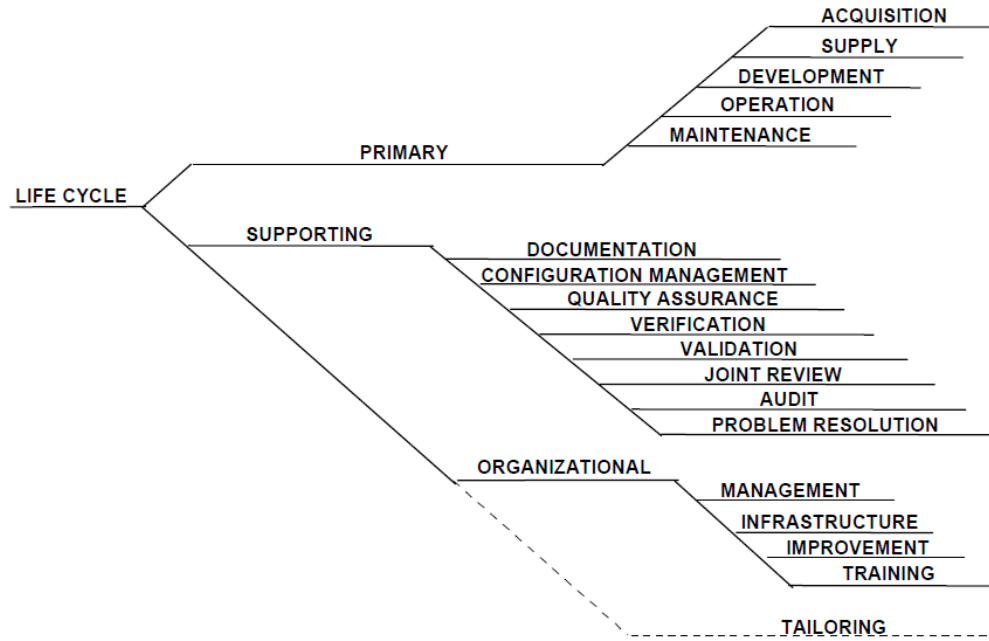 ACQUISITION
SUPPLY
DEVELOPMENT
OPERATION
MAINTENANCE
PRIMARY
LIFE CYCLE
SUPPORTING
DOCUMENTATION
CONFIGURATION MANAGEMENT
QUALITY ASSURANCE
VERIFICATION
VALIDATION
JOINT REVIEW
AUDIT
PROBLEM RESOLUTION
ORGANIZATIONAL
MANAGEMENT
INFRASTRUCTURE
IMPROVEMENT
TRAINING
TAILORING